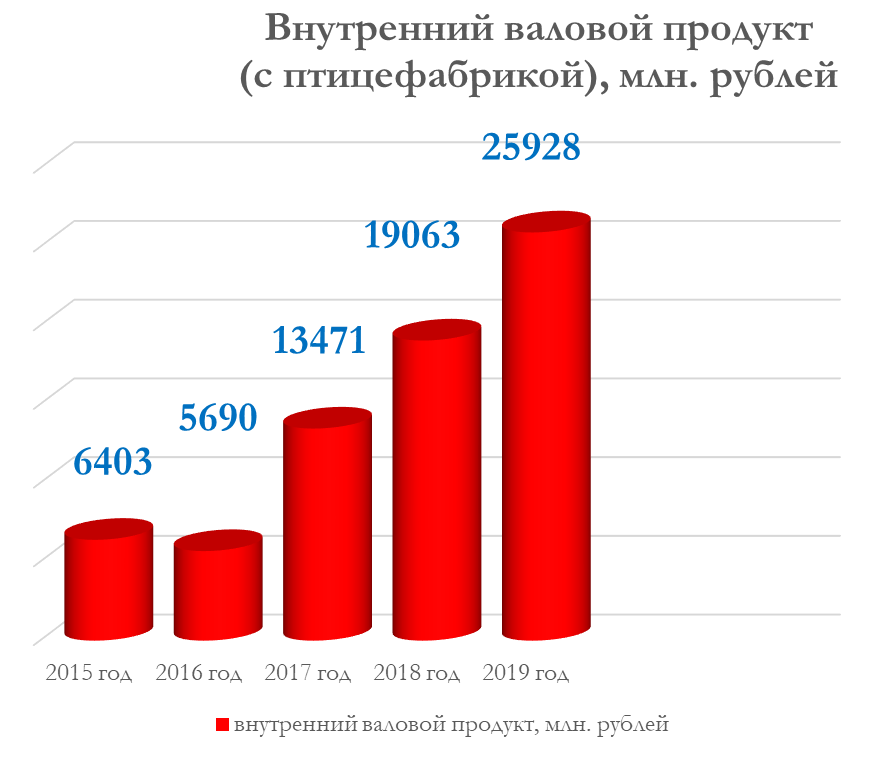 Внутренний валовой продукт
(с птицефабрикой), млн. рублей
25928
19063
13471
5690
6403
2015 год 2016 год 2017 год 2018 год 2019 год
внутренний валовой продукт, млн. рублей